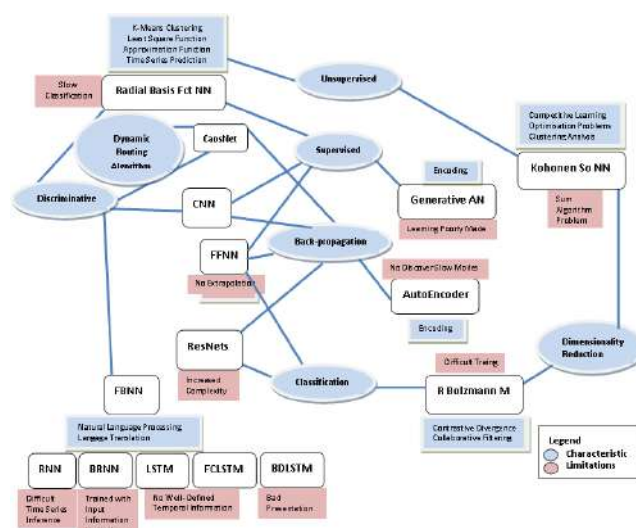 K-Means Clustering
Least Square Function
Approximation Function
Time Series Prediction
Slow
Classification
Radial Basis Fct NN
Unsupervised
Competitive Learning
Optimisation Problems
Clustering Analysis
Kohonen So NN
Sum
Algorithm
Problem
Dynamic
Routing
Algorithm
CapsNet
Supervised
Encoding
Generative AN
Learning Poorly Made
Discriminative
CNN
FFNN
No Extrapolation
Back-propagation
No Discover Slow Modes
AutoEncoder
Encoding
ResNets
Increased
Complexity
Classification
Difficult Traing
R Bolzmann M
Contrastive Divergence
Collaborative Filtering
Dimensionality
Reduction
FBNN
Natural Language Processing
Language Translation
RNN
BRNN
LSTM
FCLSTM
BDLSTM
Difficult
Time Series
Inference
Trained with
Input
Information
No Well-Defined
Temporal Information
Bad
Presentation
Legend
Characteristic
Limitations